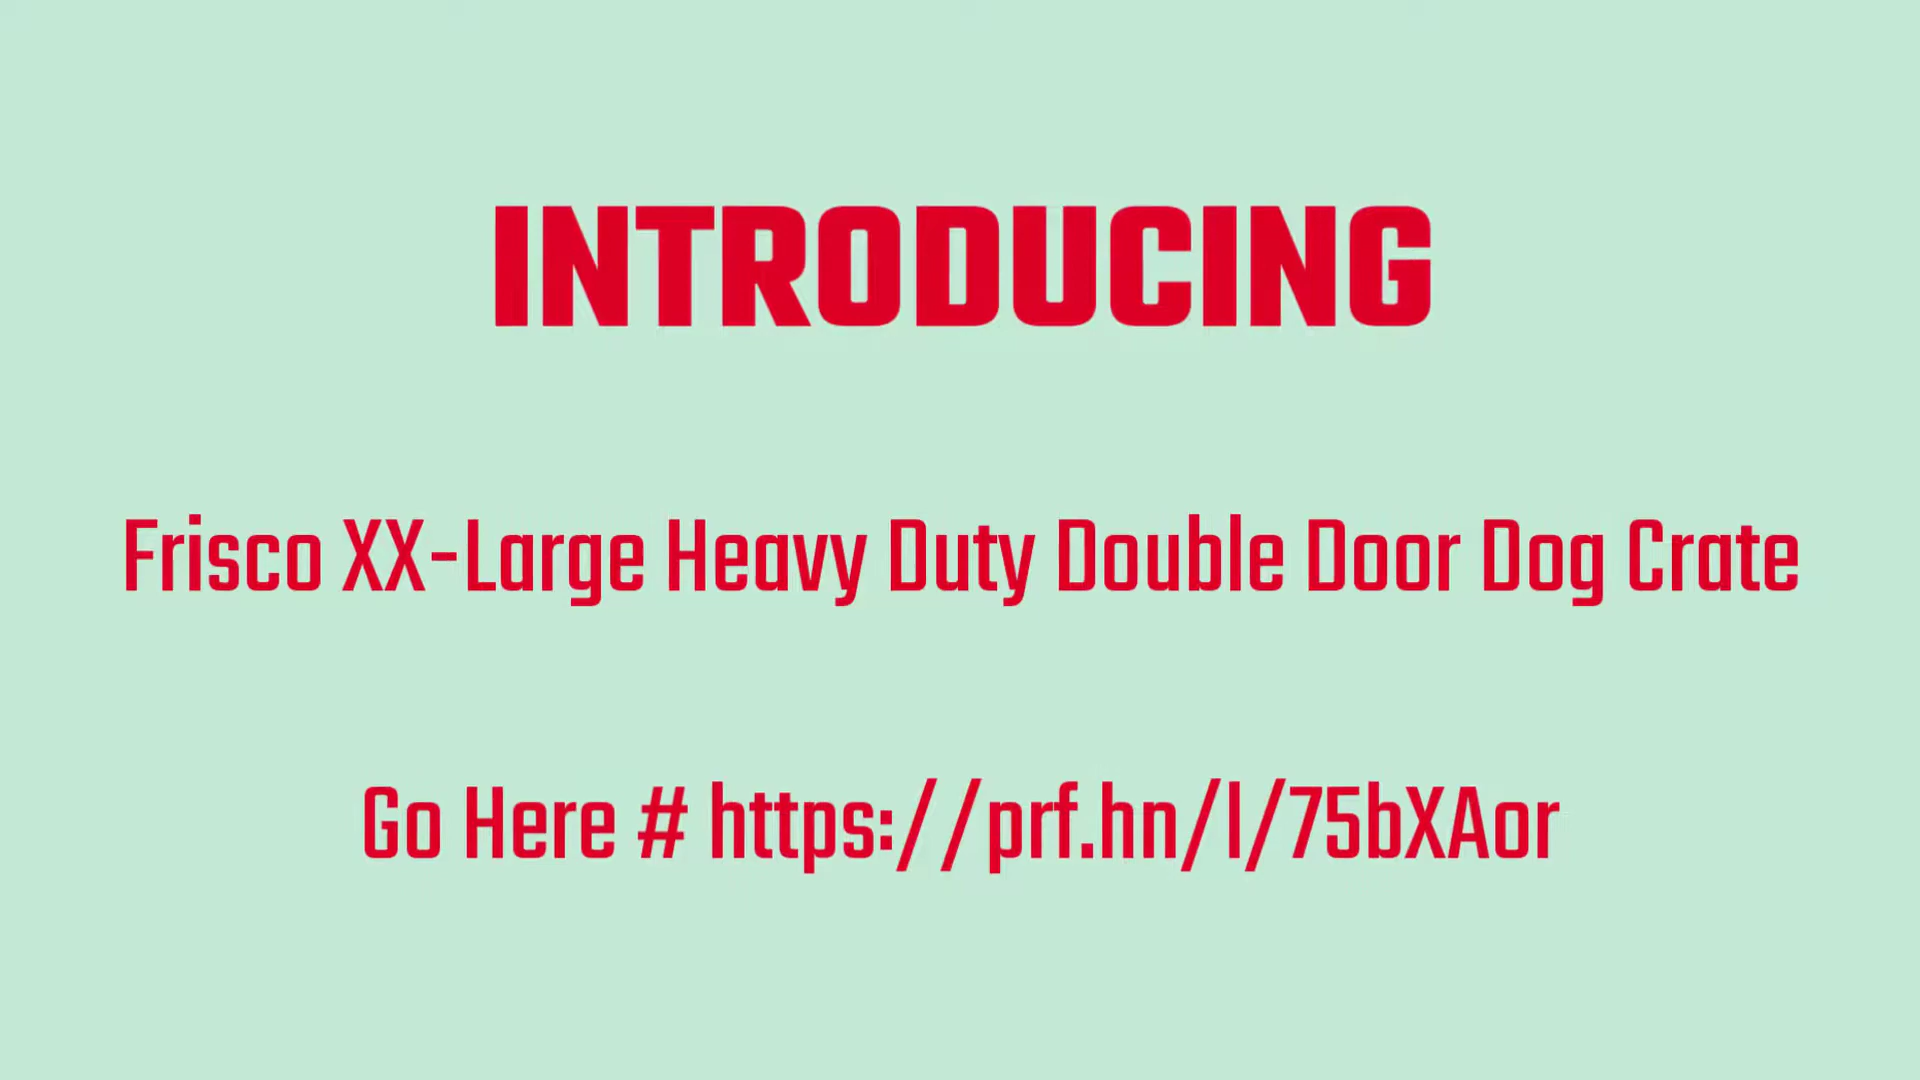 INTRODUCING
Frisco XX-Large Heavy Duty Double Door Dog Crate
Go Here # https://prf.hn/l/75bXAor